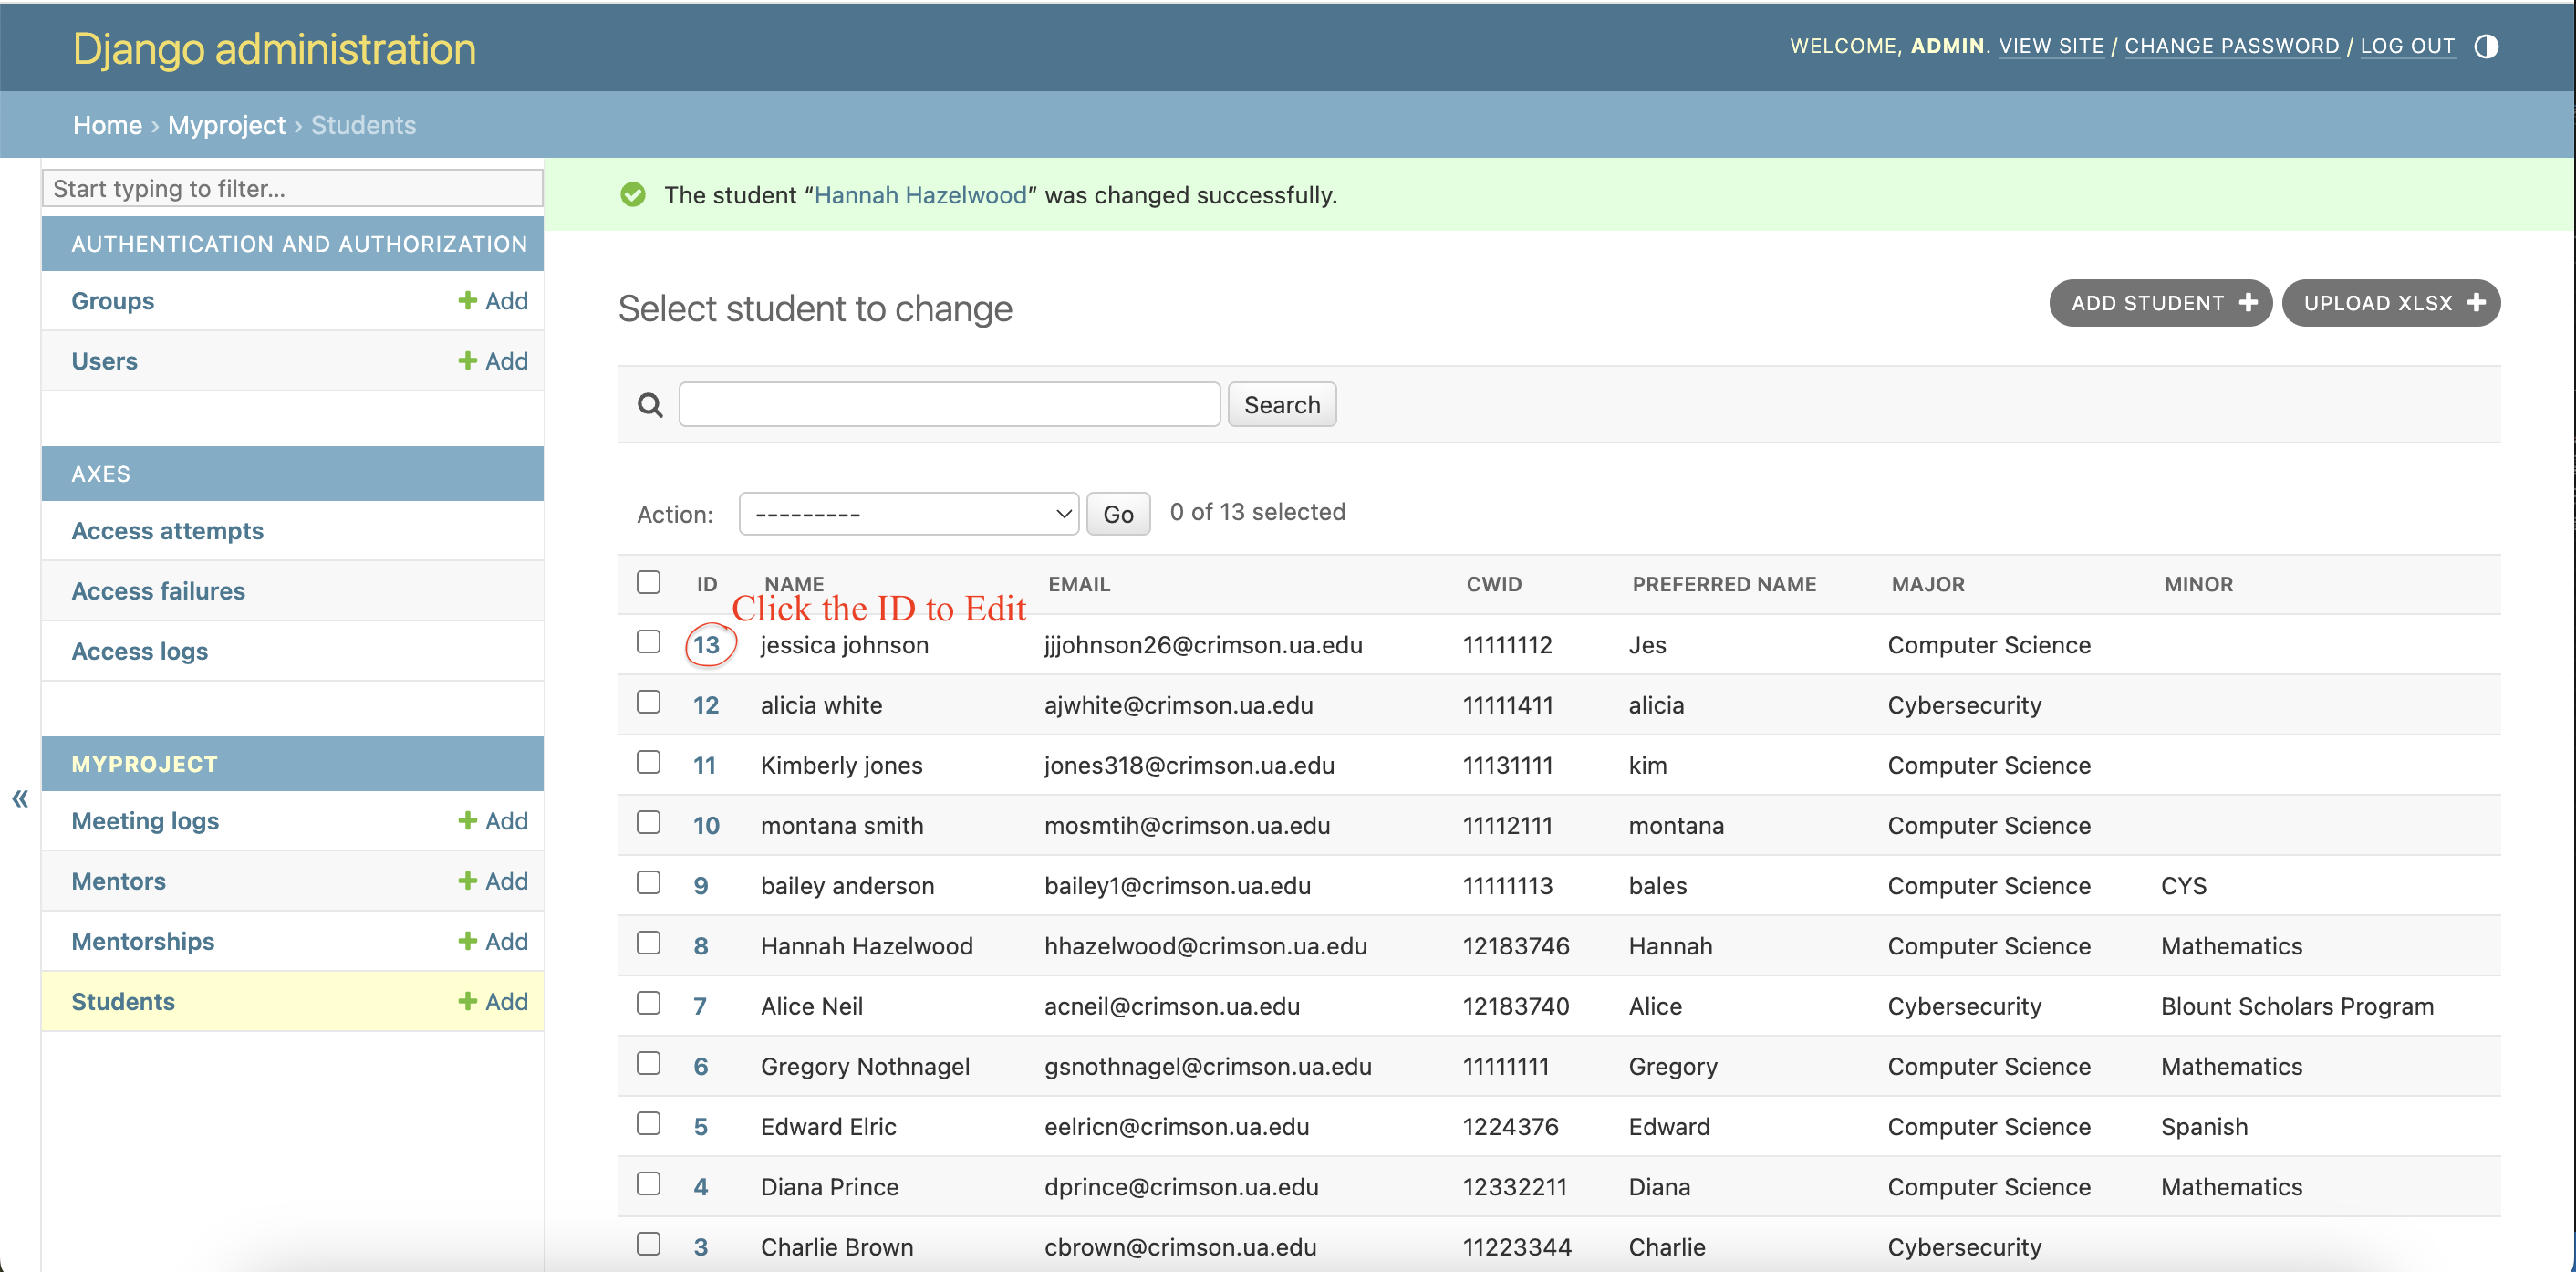 Django administration
WELCOME, ADMIN. VIEW SITE / CHANGE PASSWORD / LOG OUT
Home › Myproject › Students
Start typing to filter...
AUTHENTICATION AND AUTHORIZATION
Groups + Add
Users + Add
AXES
Access attempts
Access failures
Access logs
MYPROJECT
«
Meeting logs + Add
Mentors + Add
Mentorships + Add
Students + Add
The student “Hannah Hazelwood” was changed successfully.
Select student to change
ADD STUDENT + UPLOAD XLSX +
Search
Action: --------- Go 0 of 13 selected
ID NAME EMAIL CWID PREFERRED NAME MAJOR MINOR
Click the ID to Edit
13 jessica johnson jjjohnson26@crimson.ua.edu 11111112 Jes Computer Science
12 alicia white ajwhite@crimson.ua.edu 11111411 alicia Cybersecurity
11 Kimberly jones jones318@crimson.ua.edu 11131111 kim Computer Science
10 montana smith mosmtih@crimson.ua.edu 11112111 montana Computer Science
9 bailey anderson bailey1@crimson.ua.edu 11111113 bales Computer Science CYS
8 Hannah Hazelwood hhazelwood@crimson.ua.edu 12183746 Hannah Computer Science Mathematics
7 Alice Neil acneil@crimson.ua.edu 12183740 Alice Cybersecurity Blount Scholars Program
6 Gregory Nothnagel gsnothnagel@crimson.ua.edu 11111111 Gregory Computer Science Mathematics
5 Edward Elric eelricn@crimson.ua.edu 1224376 Edward Computer Science Spanish
4 Diana Prince dprince@crimson.ua.edu 12332211 Diana Computer Science Mathematics
3 Charlie Brown cbrown@crimson.ua.edu 11223344 Charlie Cybersecurity